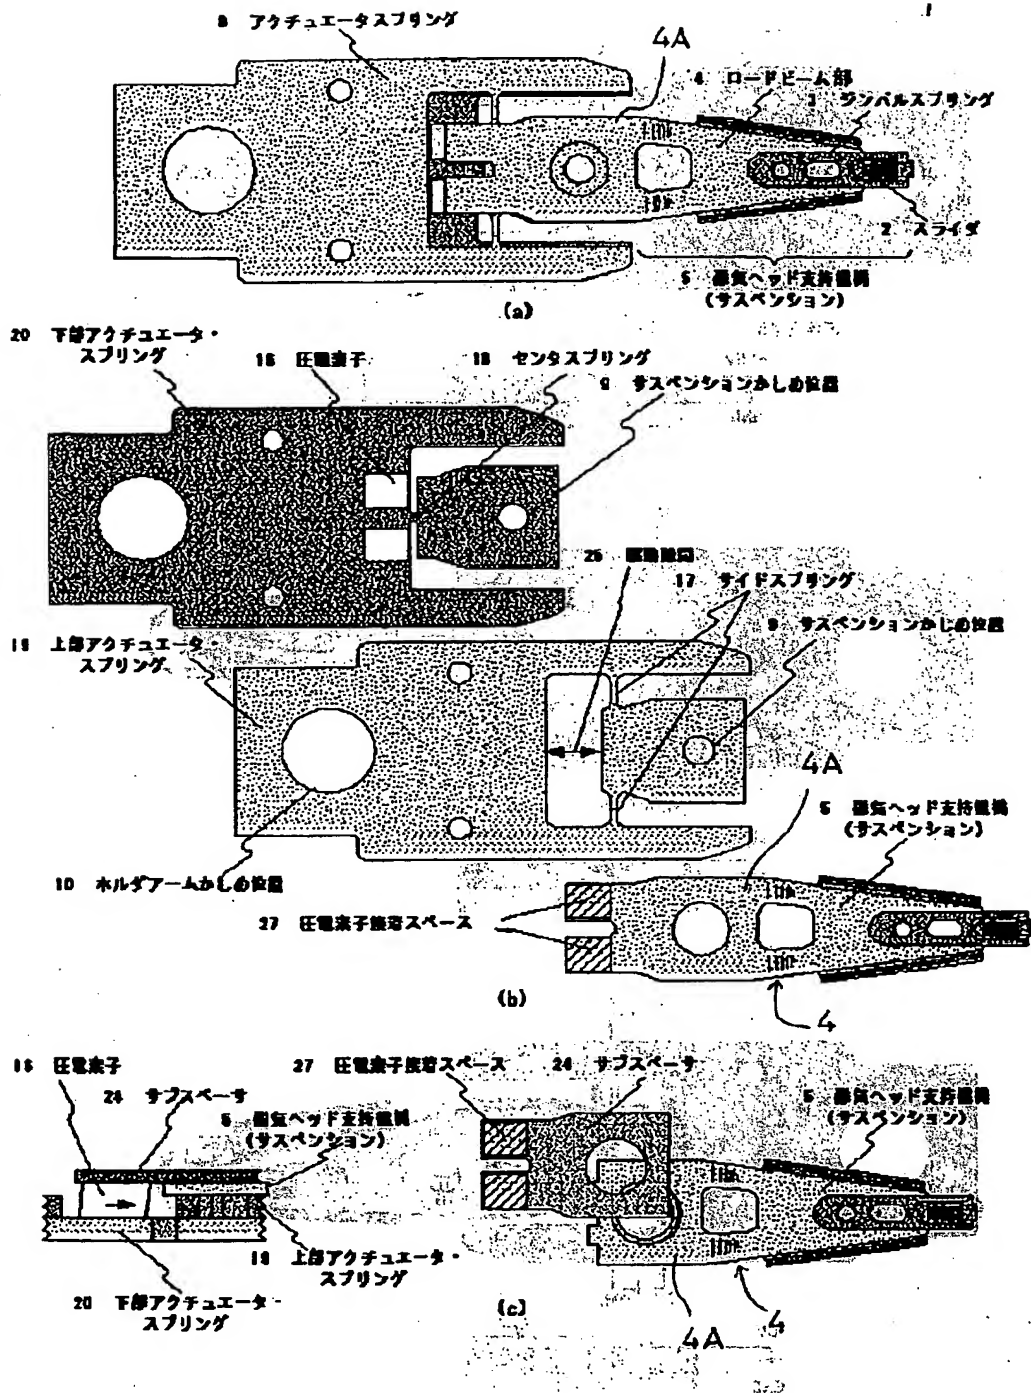 8 アクチュエータスプリング
4A
4 ロードビーム部
3 ジンバルスプリング
2 スライダ
5 磁気ヘッド支持機構
(サスペンション)
(a)
20 下部アクチュエータ・
スプリング
16 圧電素子
18 センタスプリング
9 サスペンションかしめ位置
25 駆動隙間
17 サイドスプリング
9 サスペンションかしめ位置
19 上部アクチュエータ
スプリング
4A
5 磁気ヘッド支持機構
(サスペンション)
10 ホルダアームかしめ位置
27 圧電素子接着スペース
(b)
4
16 圧電素子
24 サブスペーサ
5 磁気ヘッド支持機構
(サスペンション)
27 圧電素子接着スペース
24 サブスペーサ
5 磁気ヘッド支持機構
(サスペンション)
19 上部アクチュエータ・
スプリング
20 下部アクチュエータ・
スプリング
(c)
4A
4